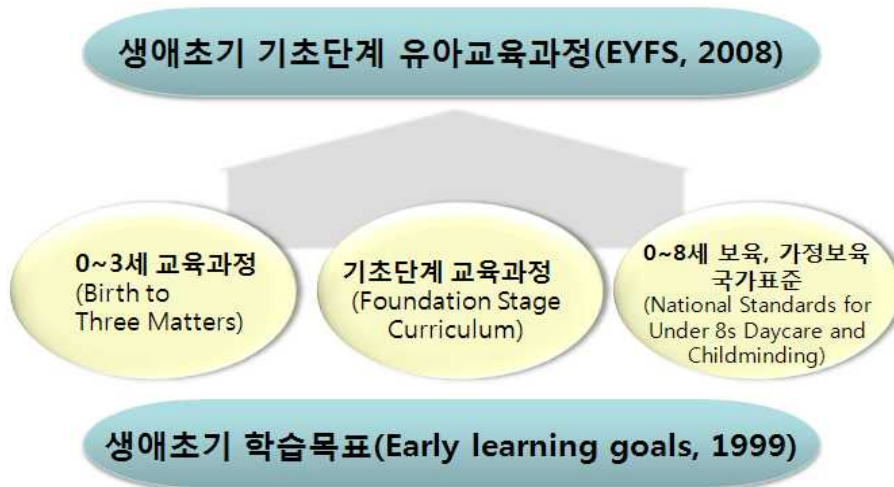 생애초기 기초단계 유아교육과정(EYFS, 2008)
0~3세 교육과정
(Birth to
Three Matters)
기초단계 교육과정
(Foundation Stage
Curriculum)
0~8세 보육, 가정보육
국가표준
(National Standards for
Under 8s Daycare and
Childminding)
생애초기 학습목표(Early learning goals, 1999)